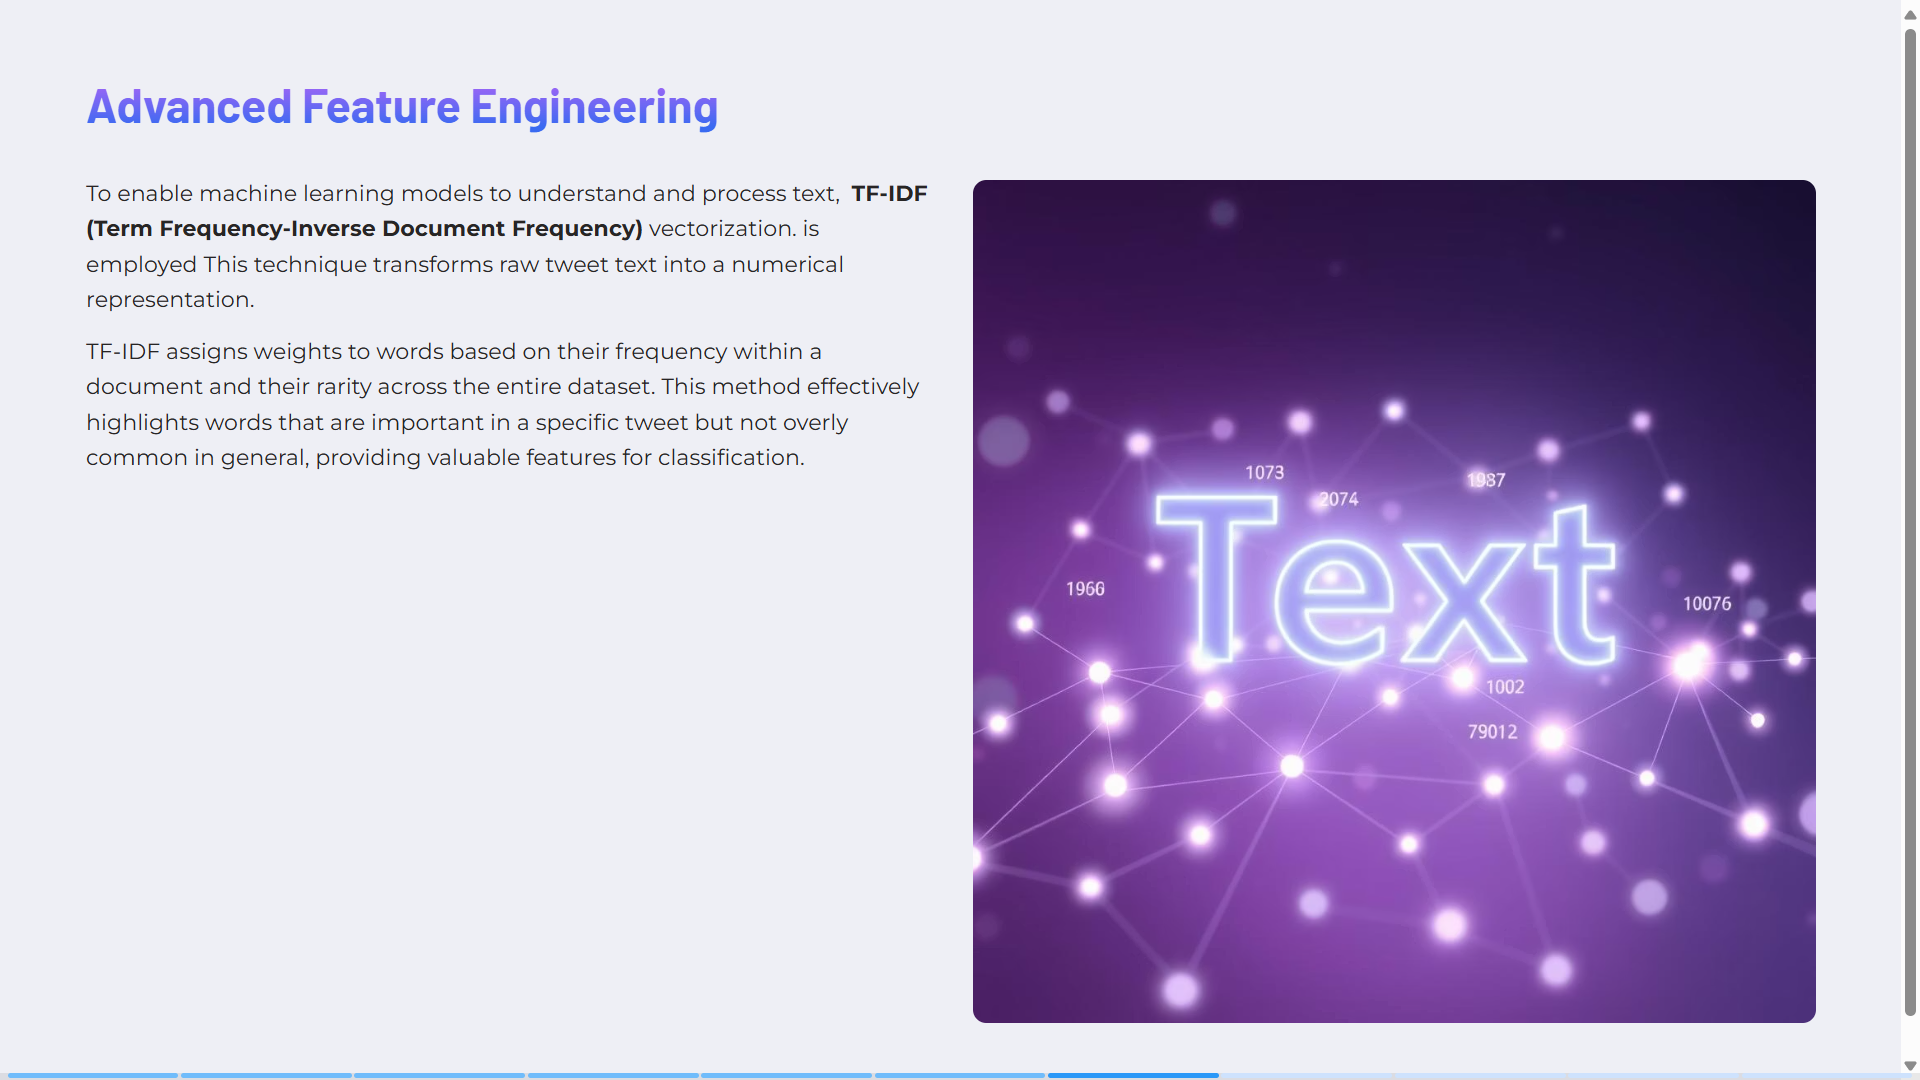 Advanced Feature Engineering
To enable machine learning models to understand and process text,  TF-IDF
(Term Frequency-Inverse Document Frequency) vectorization. is
employed This technique transforms raw tweet text into a numerical
representation.
TF-IDF assigns weights to words based on their frequency within a
document and their rarity across the entire dataset. This method effectively
highlights words that are important in a specific tweet but not overly
common in general, providing valuable features for classification.
1073
1987
2074
Text
1966
10076
1002
79012